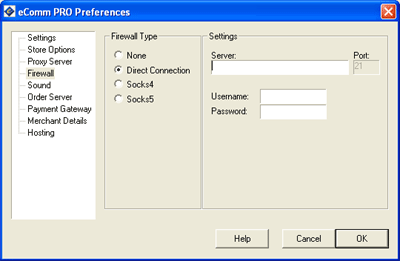 eComm PRO Preferences
Settings
Store Options
Proxy Server
Firewall
Sound
Order Server
Payment Gateway
Merchant Details
Hosting
Firewall Type
None
Direct Connection
Socks4
Socks5
Settings
Server:
Port:
21
Username:
Password:
Help
Cancel
OK